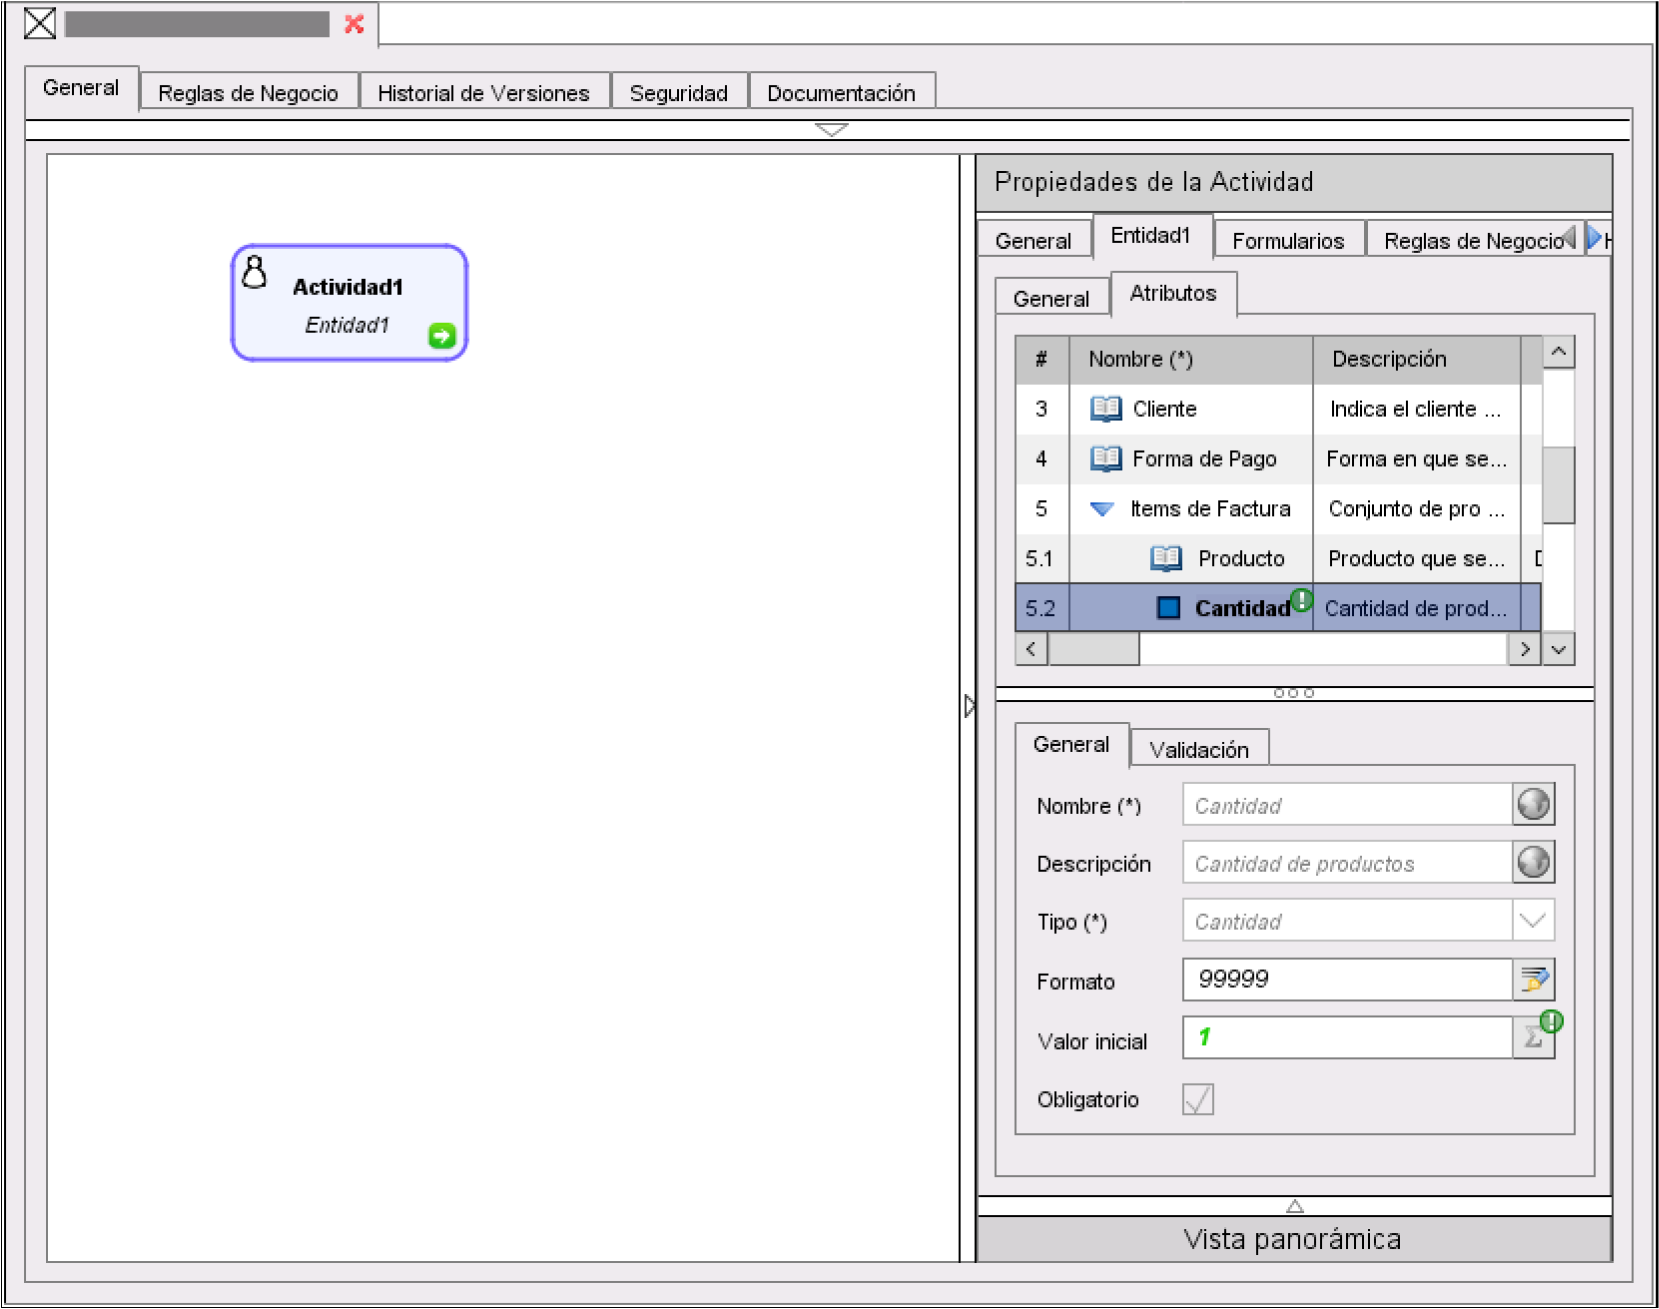 General Reglas de Negocio Historial de Versiones Seguridad Documentación
Actividad1
Entidad1
Propiedades de la Actividad
General Entidad1 Formularios Reglas de Negocio
General Atributos
# Nombre (*) Descripción
3 Cliente Indica el cliente ...
4 Forma de Pago Forma en que se...
5 Items de Factura Conjunto de pro ...
5.1 Producto Producto que se...
5.2 Cantidad Cantidad de prod...
General Validación
Nombre (*) Cantidad
Descripción Cantidad de productos
Tipo (*) Cantidad
Formato 99999
Valor inicial 1
Obligatorio
Vista panorámica